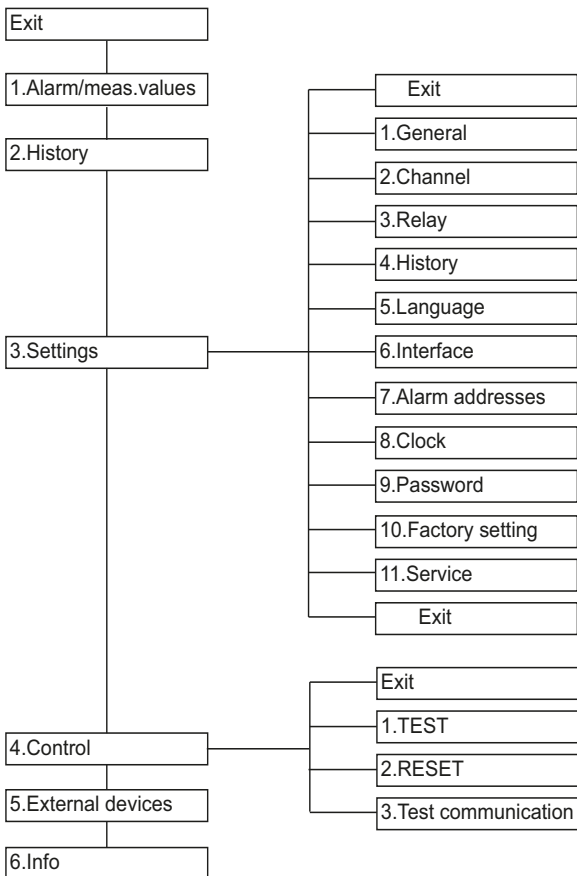 Exit
1.Alarm/meas.values
2.History
3.Settings
Exit
1.General
2.Channel
3.Relay
4.History
5.Language
6.Interface
7.Alarm addresses
8.Clock
9.Password
10.Factory setting
11.Service
Exit
4.Control
Exit
1.TEST
2.RESET
3.Test communication
5.External devices
6.Info